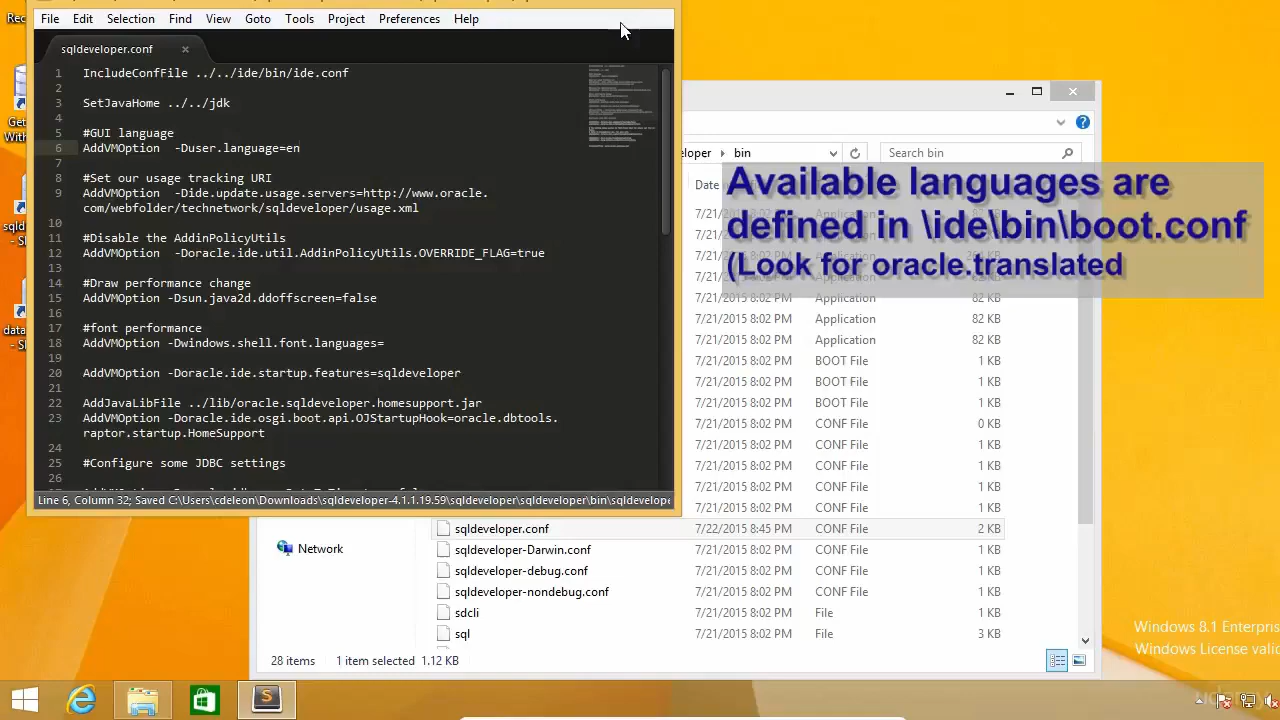 File Edit Selection Find View Goto Tools Project Preferences Help
sqldeveloper.conf ×
1 IncludeConfFile ../../ide/bin/ide.conf
2
3 SetJavaHome ../../jdk
4
5 #GUI language
6 AddVMOption -Duser.language=en
7
8 #Set our usage tracking URI
9 AddVMOption -Dide.update.usage.servers=http://www.oracle.
com/webfolder/technetwork/sqldeveloper/usage.xml
10
11 #Disable the AddinPolicyUtils
12 AddVMOption -Doracle.ide.util.AddinPolicyUtils.OVERRIDE_FLAG=true
13
14 #Jvm performance change
15 AddVMOption -Dsun.java2d.ddoffscreen=false
16
17 #font performance
18 AddVMOption -Dwindows.shell.font.languages=
19
20 AddVMOption -Doracle.ide.startup.features=sqldeveloper
21
22 AddJavaLibFile ../lib/oracle.sqldeveloper.homesupport.jar
23 AddVMOption -Doracle.ide.osgi.boot.api.OJStartupHook=oracle.dbtools.
raptor.startup.HomeSupport
24
25 #Configure some JDBC settings
26
Line 6, Column 32; Saved C:\Users\cdeleon\Downloads\sqldeveloper-4.1.1.19.59\sqldeveloper\sqldeveloper\bin\sqldevelope
eloper bin
Search bin
Available languages are
defined in \ide\bin\boot.conf
(Look for oracle.translated
7/21/2015 8:02 PM Application
7/21/2015 8:02 PM Application 82 KB
7/21/2015 8:02 PM Application 82 KB
7/21/2015 8:02 PM Application 82 KB
7/21/2015 8:02 PM BOOT File 1 KB
7/21/2015 8:02 PM BOOT File 1 KB
7/21/2015 8:02 PM BOOT File 1 KB
7/21/2015 8:02 PM CONF File 0 KB
7/21/2015 8:02 PM CONF File 1 KB
7/21/2015 8:02 PM CONF File 1 KB
7/21/2015 8:02 PM CONF File 1 KB
7/21/2015 8:02 PM CONF File 1 KB
sqldeveloper.conf 7/22/2015 8:45 PM CONF File 2 KB
sqldeveloper-Darwin.conf 7/21/2015 8:02 PM CONF File 1 KB
sqldeveloper-debug.conf 7/21/2015 8:02 PM CONF File 1 KB
sqldeveloper-nondebug.conf 7/21/2015 8:02 PM CONF File 1 KB
sdcli 7/21/2015 8:02 PM File 1 KB
sql 7/21/2015 8:02 PM File 3 KB
Network
28 items 1 item selected 1.12 KB
Rec
Get
With
sqld
- SH
data
- SH
Windows 8.1 Enterpris
Windows License valid